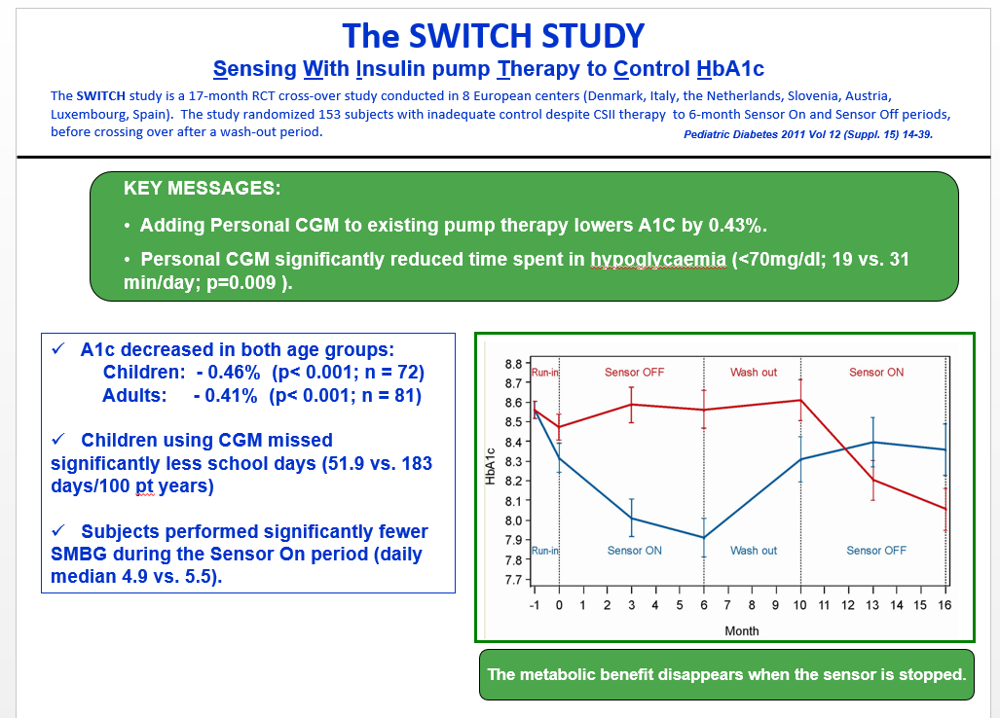 The SWITCH STUDY
Sensing With Insulin pump Therapy to Control HbA1c
The SWITCH study is a 17-month RCT cross-over study conducted in 8 European centers (Denmark, Italy, the Netherlands, Slovenia, Austria,
Luxembourg, Spain). The study randomized 153 subjects with inadequate control despite CSII therapy to 6-month Sensor On and Sensor Off periods,
before crossing over after a wash-out period.
Pediatric Diabetes 2011 Vol 12 (Suppl. 15) 14-39.
KEY MESSAGES:
• Adding Personal CGM to existing pump therapy lowers A1C by 0.43%.
• Personal CGM significantly reduced time spent in hypoglycaemia (<70mg/dl; 19 vs. 31
min/day; p=0.009 ).
✓ A1c decreased in both age groups:
Children: - 0.46% (p< 0.001; n = 72)
Adults: - 0.41% (p< 0.001; n = 81)
✓ Children using CGM missed
significantly less school days (51.9 vs. 183
days/100 pt years)
✓ Subjects performed significantly fewer
SMBG during the Sensor On period (daily
median 4.9 vs. 5.5).
HbA1c
8.8
8.7
8.6
8.5
8.4
8.3
8.2
8.1
8.0
7.9
7.8
7.7
Run-in Sensor OFF Wash out Sensor ON
Run-in Sensor ON Wash out Sensor OFF
-1 0 1 2 3 4 5 6 7 8 9 10 11 12 13 14 15 16
Month
The metabolic benefit disappears when the sensor is stopped.